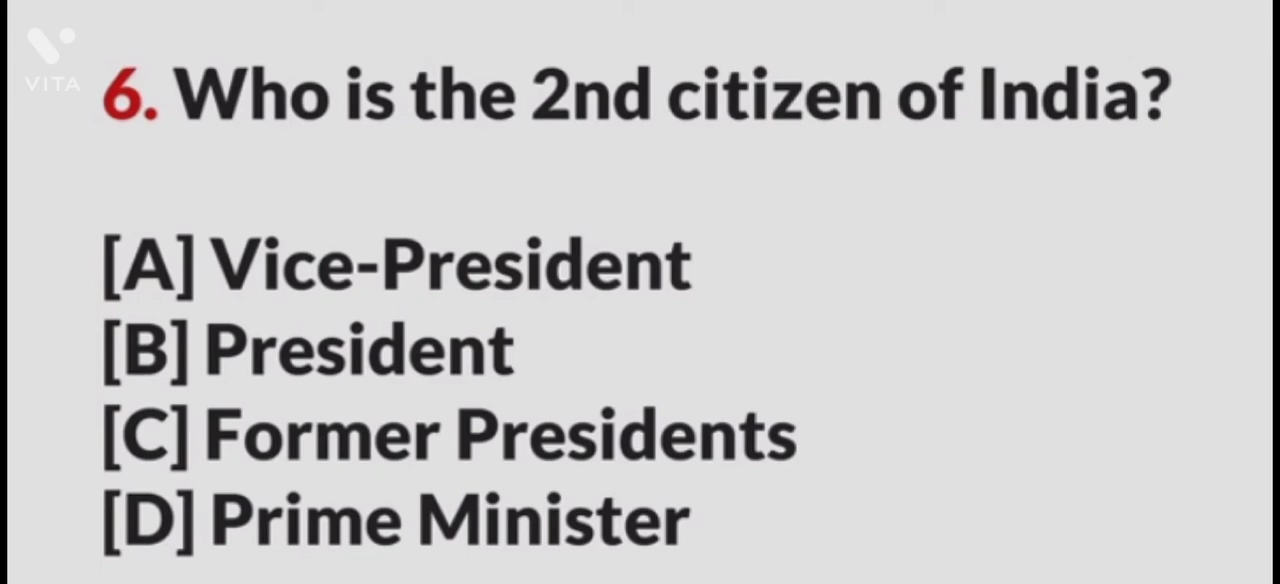 VITA
6. Who is the 2nd citizen of India?
[A] Vice-President
[B] President
[C] Former Presidents
[D] Prime Minister